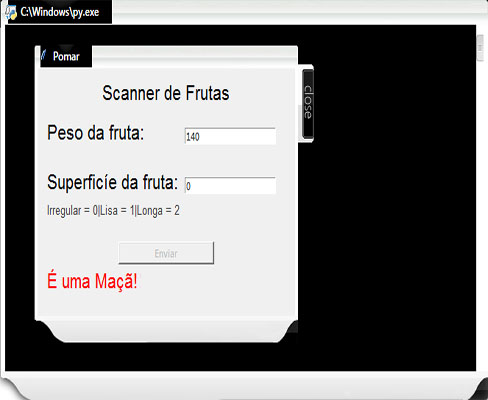 C:\Windows\py.exe
Pomar
close
Scanner de Frutas
Peso da fruta:
140
Superfície da fruta:
0
Irregular = 0|Lisa = 1|Longa = 2
Enviar
É uma Maçã!